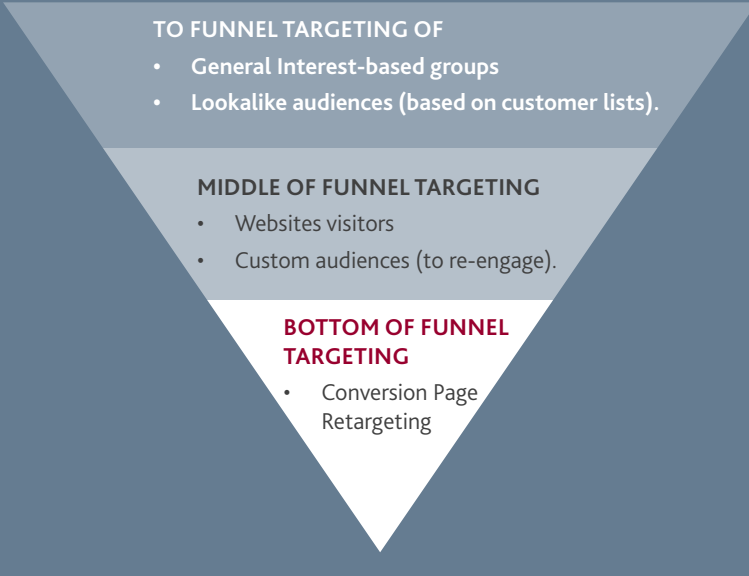 TO FUNNEL TARGETING OF
• General Interest-based groups
• Lookalike audiences (based on customer lists).
MIDDLE OF FUNNEL TARGETING
• Websites visitors
• Custom audiences (to re-engage).
BOTTOM OF FUNNEL
TARGETING
• Conversion Page
Retargeting